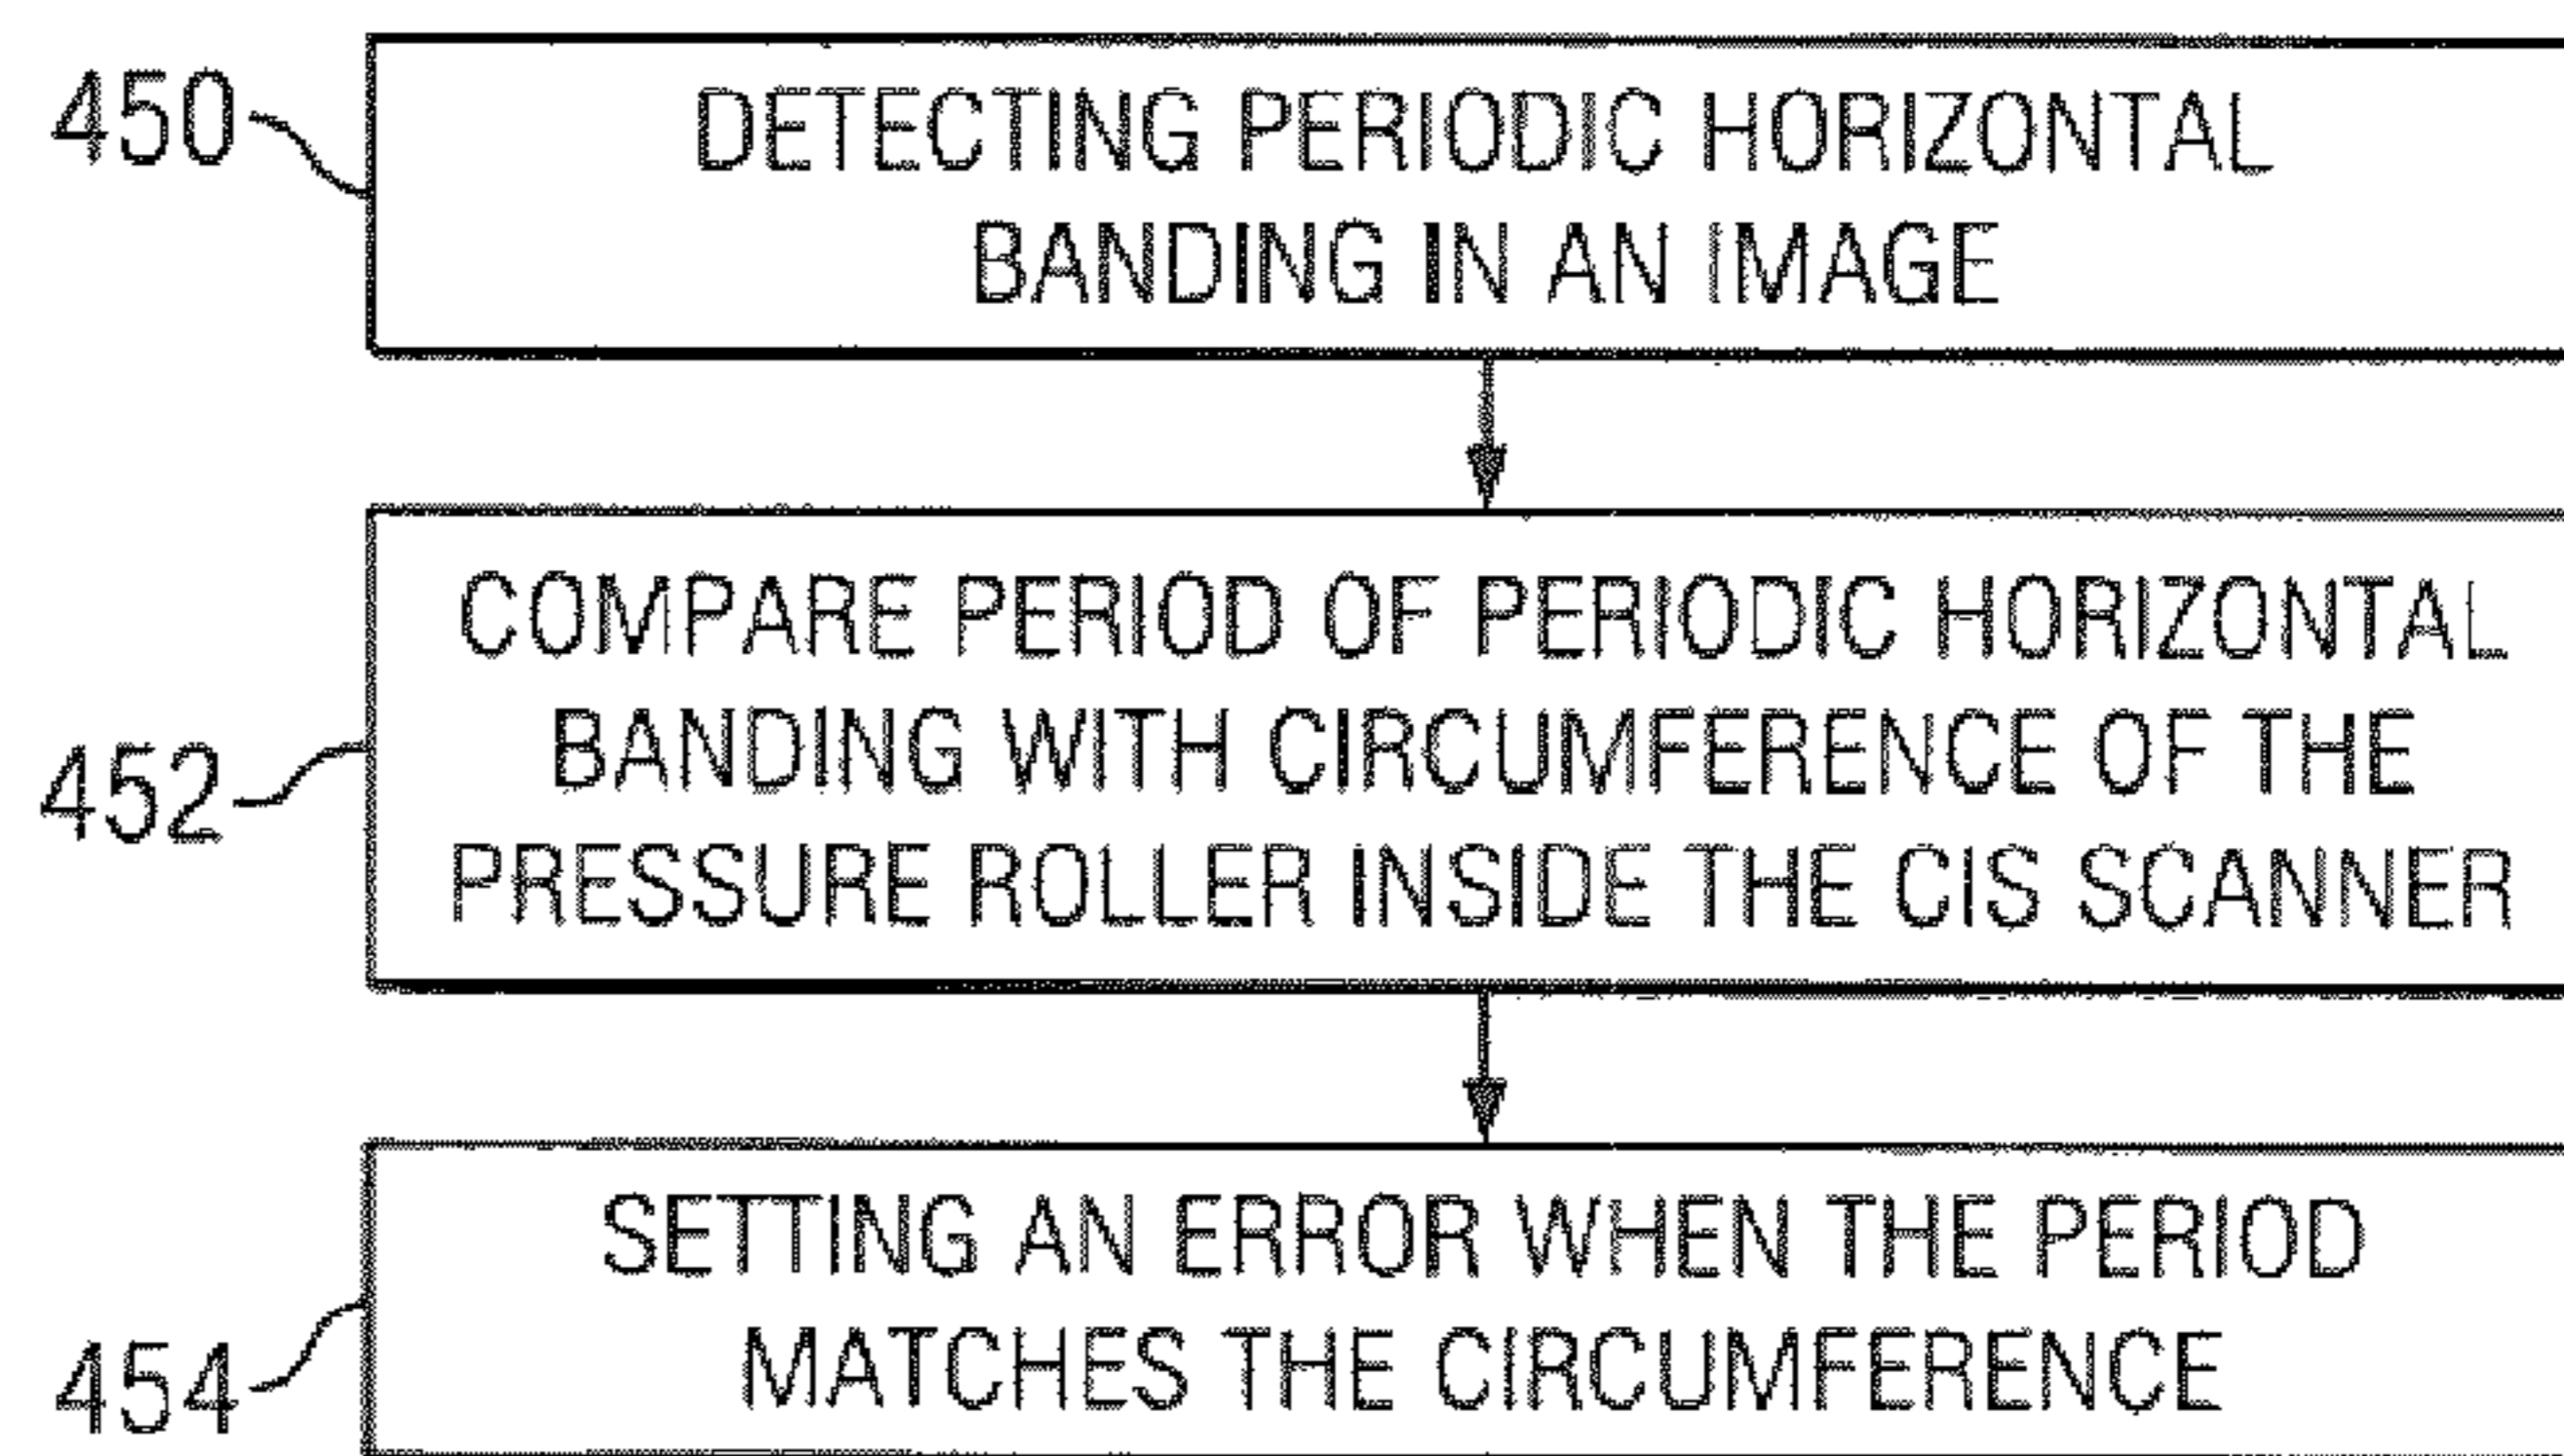 450
DETECTING PERIODIC HORIZONTAL
BANDING IN AN IMAGE
452
COMPARE PERIOD OF PERIODIC HORIZONTAL
BANDING WITH CIRCUMFERENCE OF THE
PRESSURE ROLLER INSIDE THE CIS SCANNER
454
SETTING AN ERROR WHEN THE PERIOD
MATCHES THE CIRCUMFERENCE